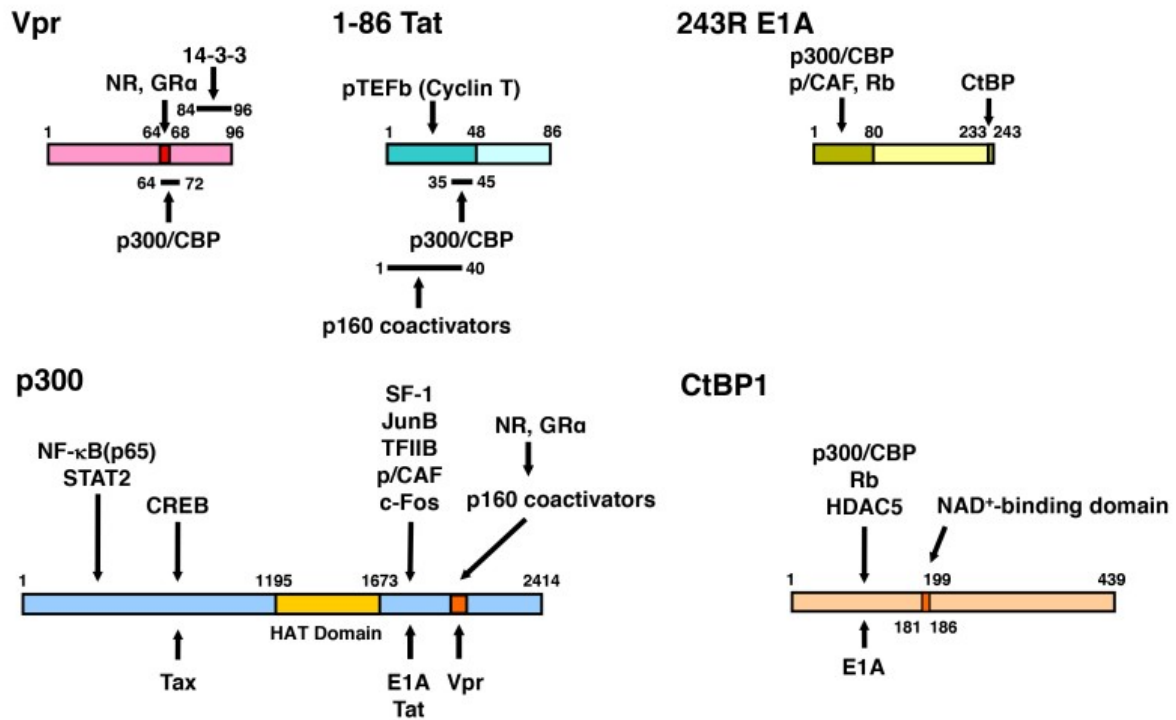 Vpr
14-3-3
NR, GRα
84 96
1 64 68 96
64 72
p300/CBP
1-86 Tat
pTEFb (Cyclin T)
1 48 86
35 45
p300/CBP
1 40
p160 coactivators
243R E1A
p300/CBP
p/CAF, Rb
CtBP
1 80 233 243
p300
NF-κB(p65)
STAT2
CREB
SF-1
JunB
TFIIB
p/CAF
c-Fos
NR, GRα
p160 coactivators
1 1195 1673 2414
HAT Domain
Tax
E1A
Tat
Vpr
CtBP1
p300/CBP
Rb
HDAC5
NAD⁺-binding domain
1 199 439
181 186
E1A